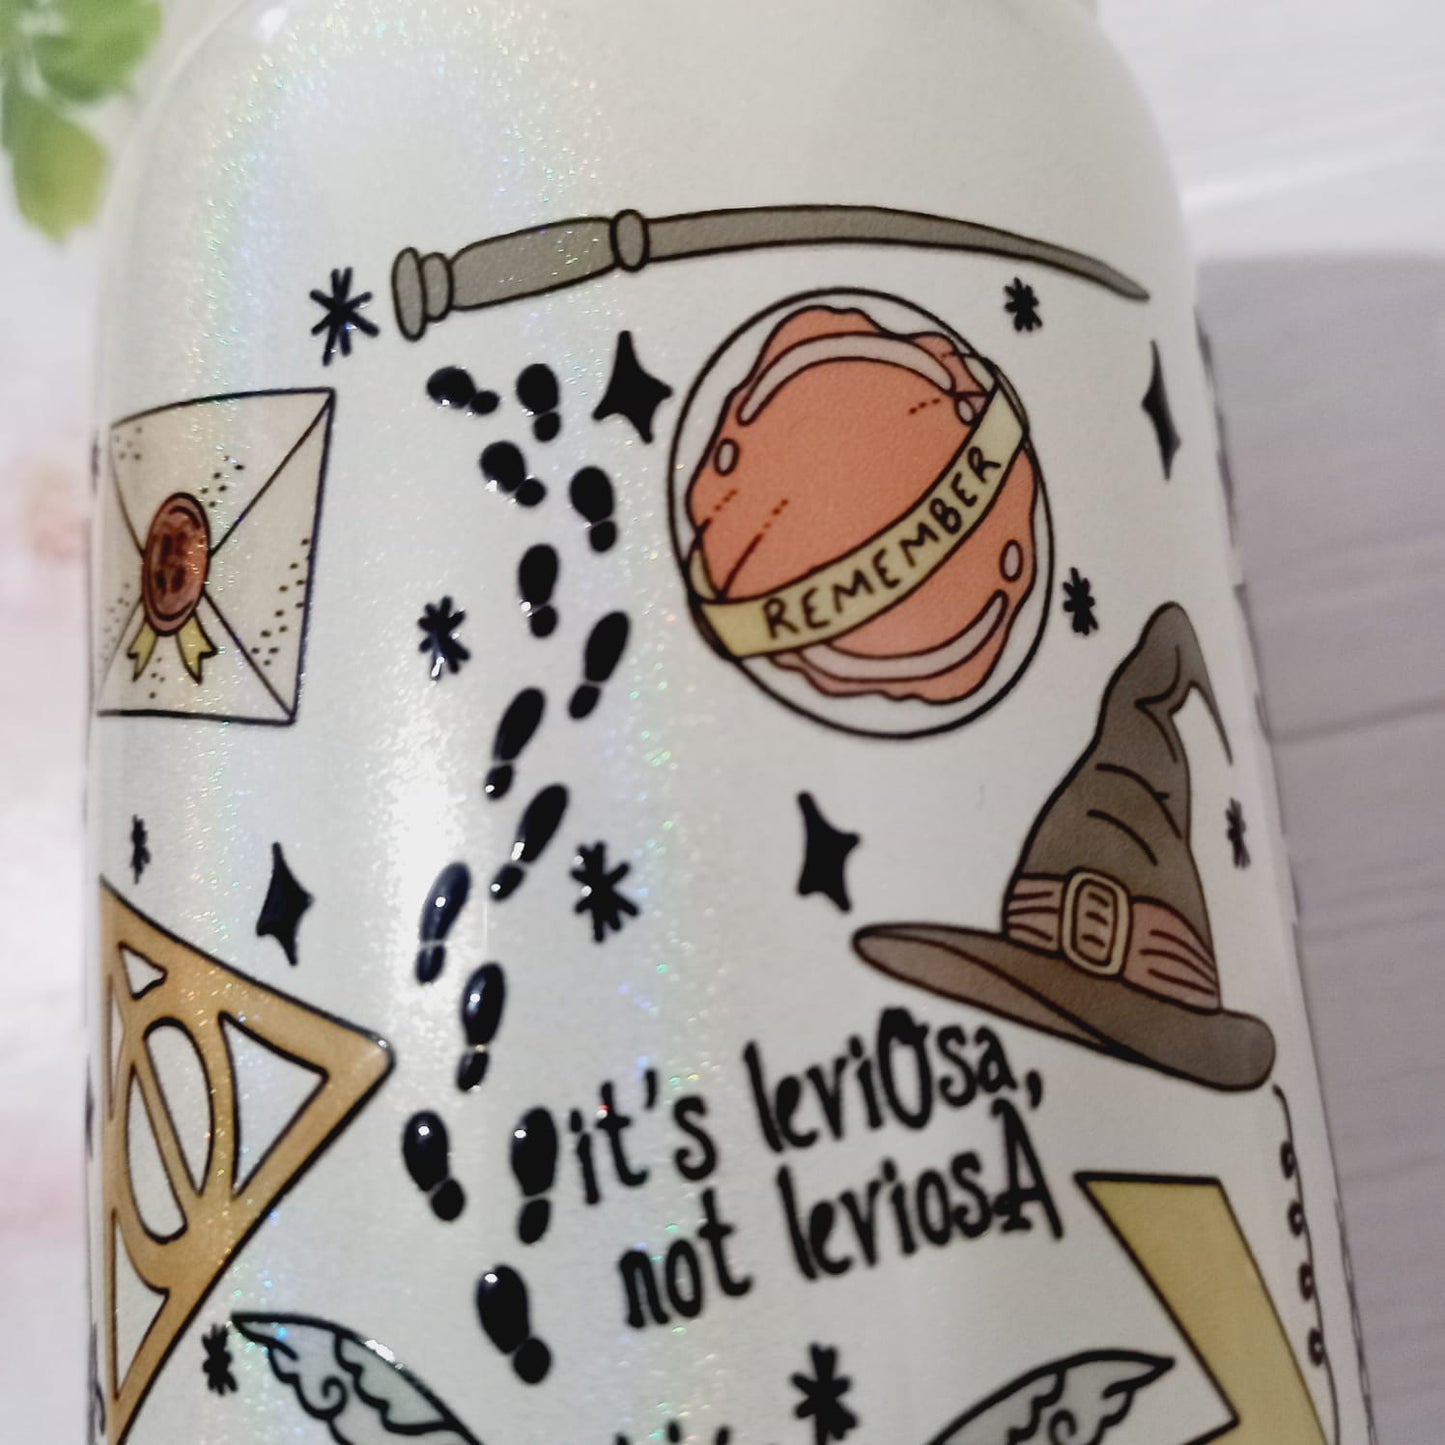 REMEMBER
it's leviOsa,
not leviosA